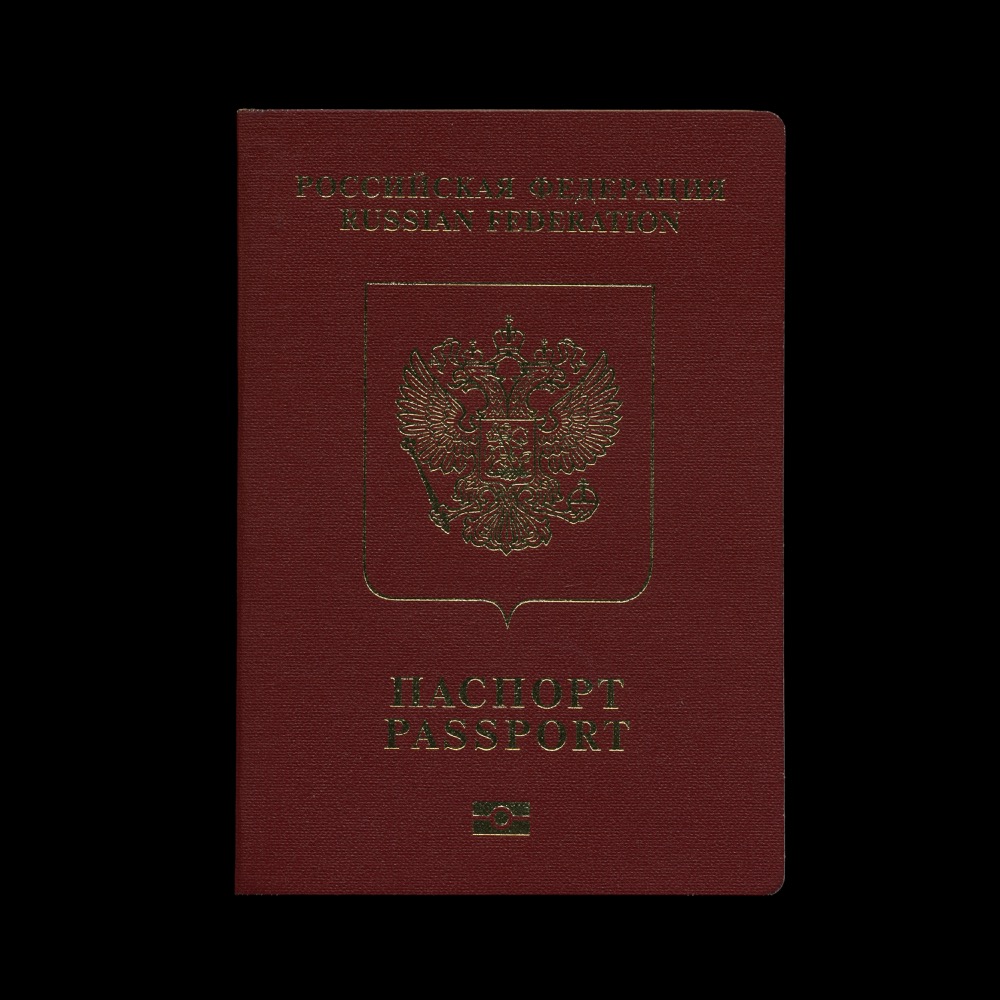 РОССИЙСКАЯ ФЕДЕРАЦИЯ
RUSSIAN FEDERATION
ПАСПОРТ
PASSPORT